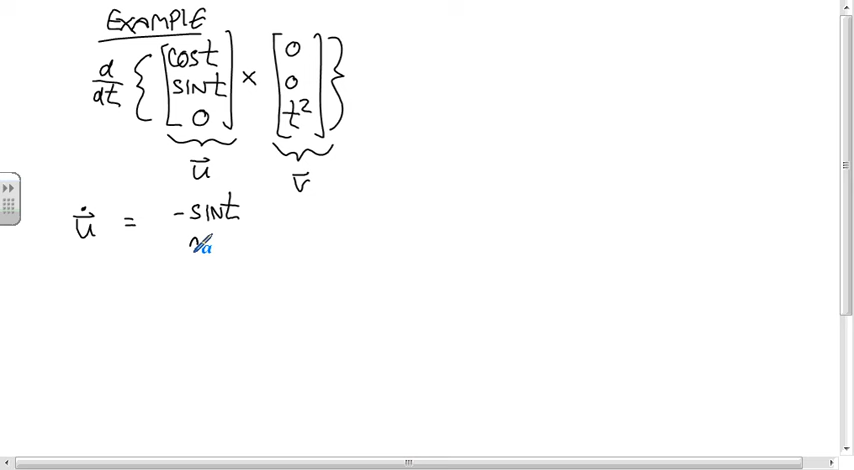 EXAMPLE
d/dt { [cost sint 0] × [0 0 t²] }
u⃗ v⃗
u⃗̇ = -sint